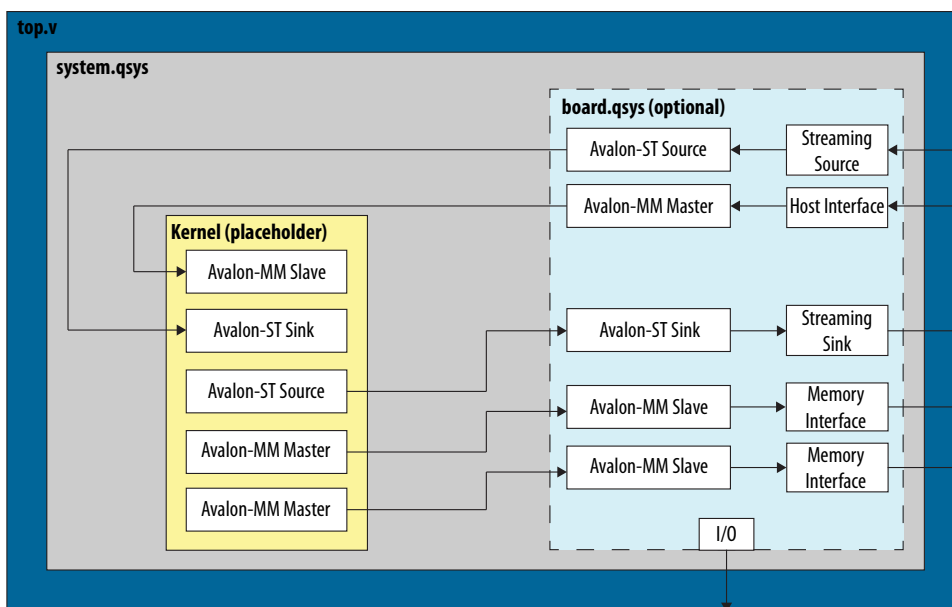 top.v
system.qsys
board.qsys (optional)
Avalon-ST Source
Streaming
Source
Avalon-MM Master
Host Interface
Kernel (placeholder)
Avalon-MM Slave
Avalon-ST Sink
Avalon-ST Source
Avalon-MM Master
Avalon-MM Master
Avalon-ST Sink
Streaming
Sink
Avalon-MM Slave
Memory
Interface
Avalon-MM Slave
Memory
Interface
I/O